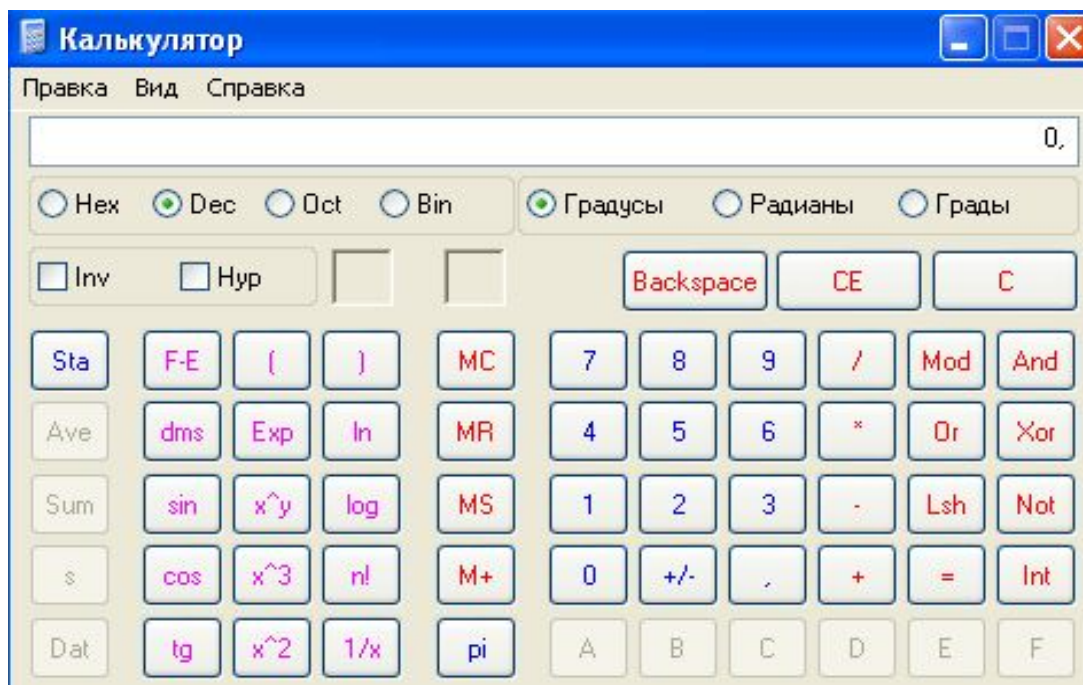 Калькулятор
Правка Вид Справка
0,
Hex Dec Oct Bin Градусы Радианы Грады
Inv Hyp Backspace CE C
Sta F-E ( ) MC 7 8 9 / Mod And
Ave dms Exp ln MR 4 5 6 * Or Xor
Sum sin x^y log MS 1 2 3 - Lsh Not
s cos x^3 n! M+ 0 +/- , + = Int
Dat tg x^2 1/x pi A B C D E F